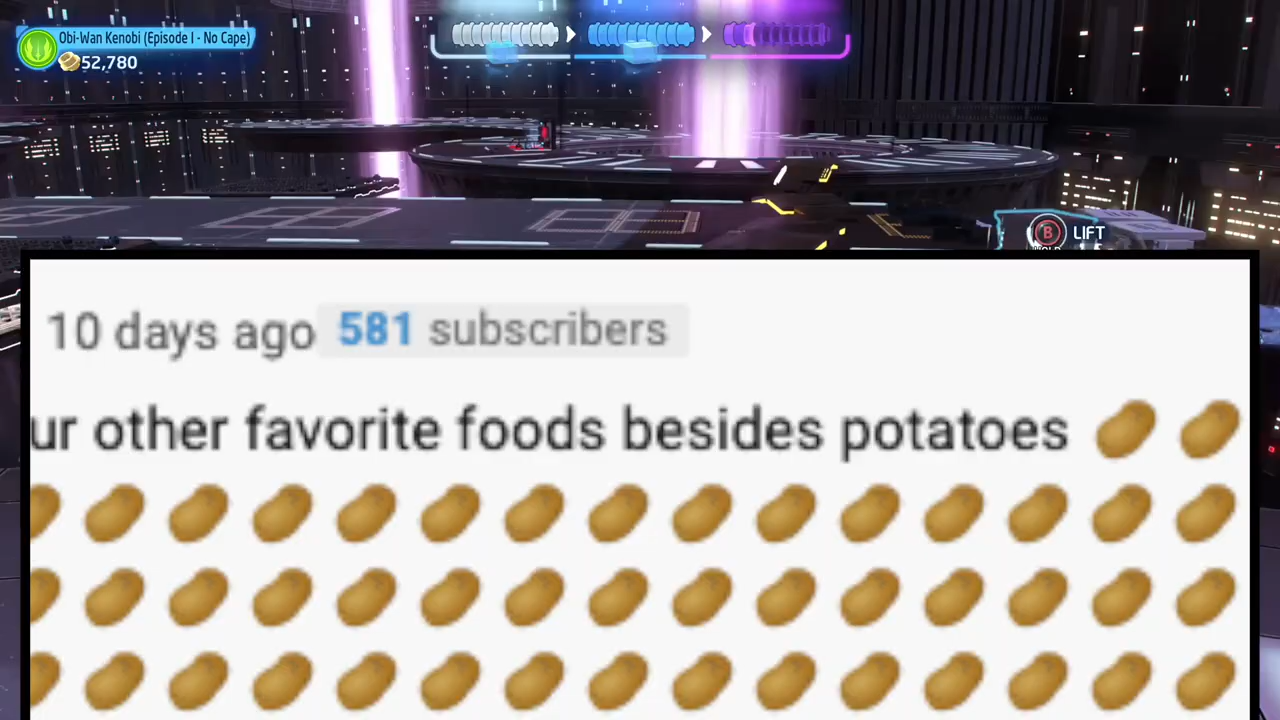 Obi-Wan Kenobi (Episode I - No Cape)
52,780
B LIFT
10 days ago 581 subscribers
ur other favorite foods besides potatoes 🥔 🥔
🥔 🥔 🥔 🥔 🥔 🥔 🥔 🥔 🥔 🥔 🥔 🥔 🥔 🥔 🥔
🥔 🥔 🥔 🥔 🥔 🥔 🥔 🥔 🥔 🥔 🥔 🥔 🥔 🥔 🥔
🥔 🥔 🥔 🥔 🥔 🥔 🥔 🥔 🥔 🥔 🥔 🥔 🥔 🥔 🥔